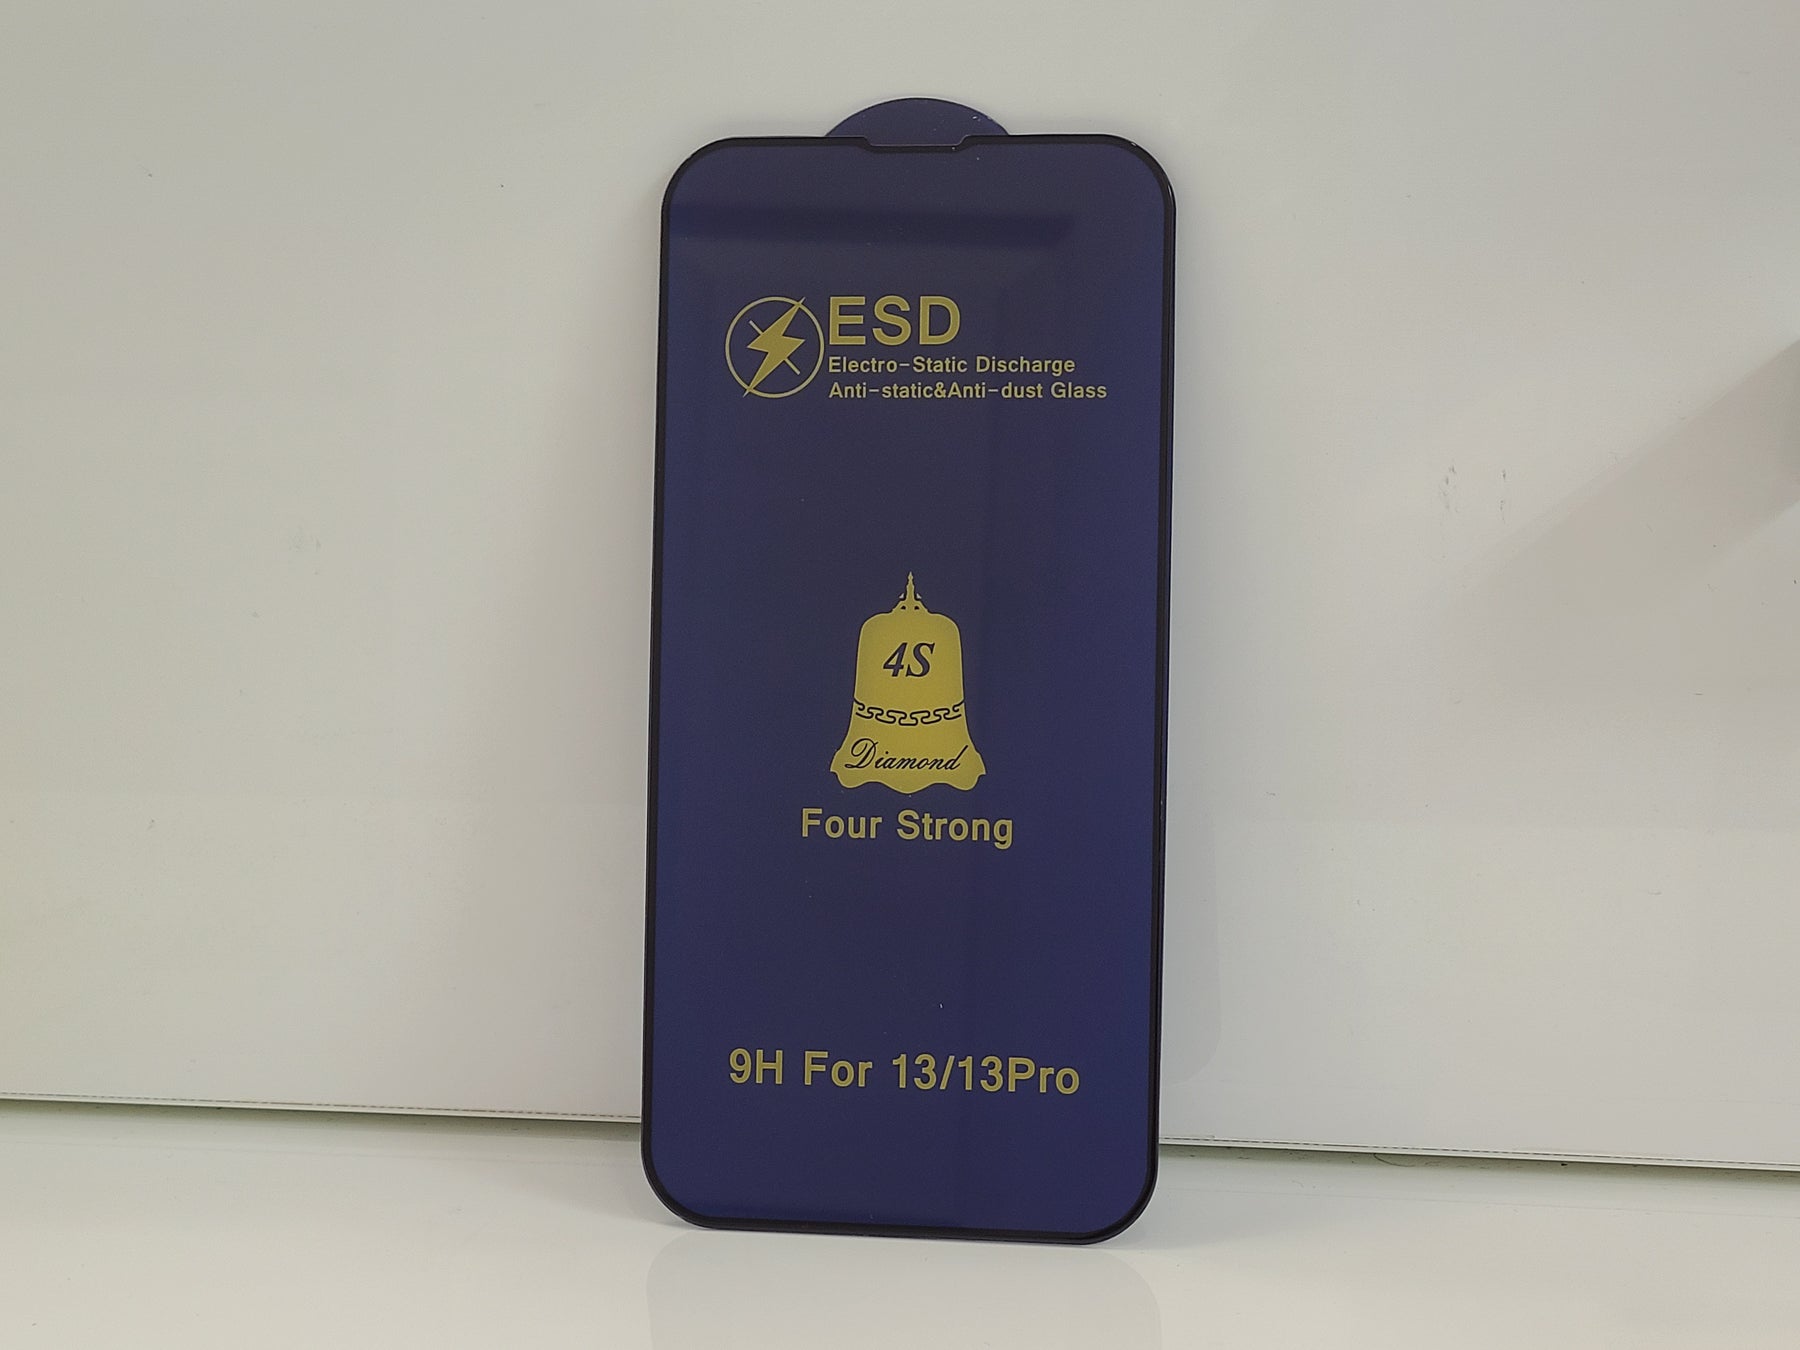 ESD
Electro-Static Discharge
Anti-static&Anti-dust Glass
4S
Diamond
Four Strong
9H For 13/13Pro